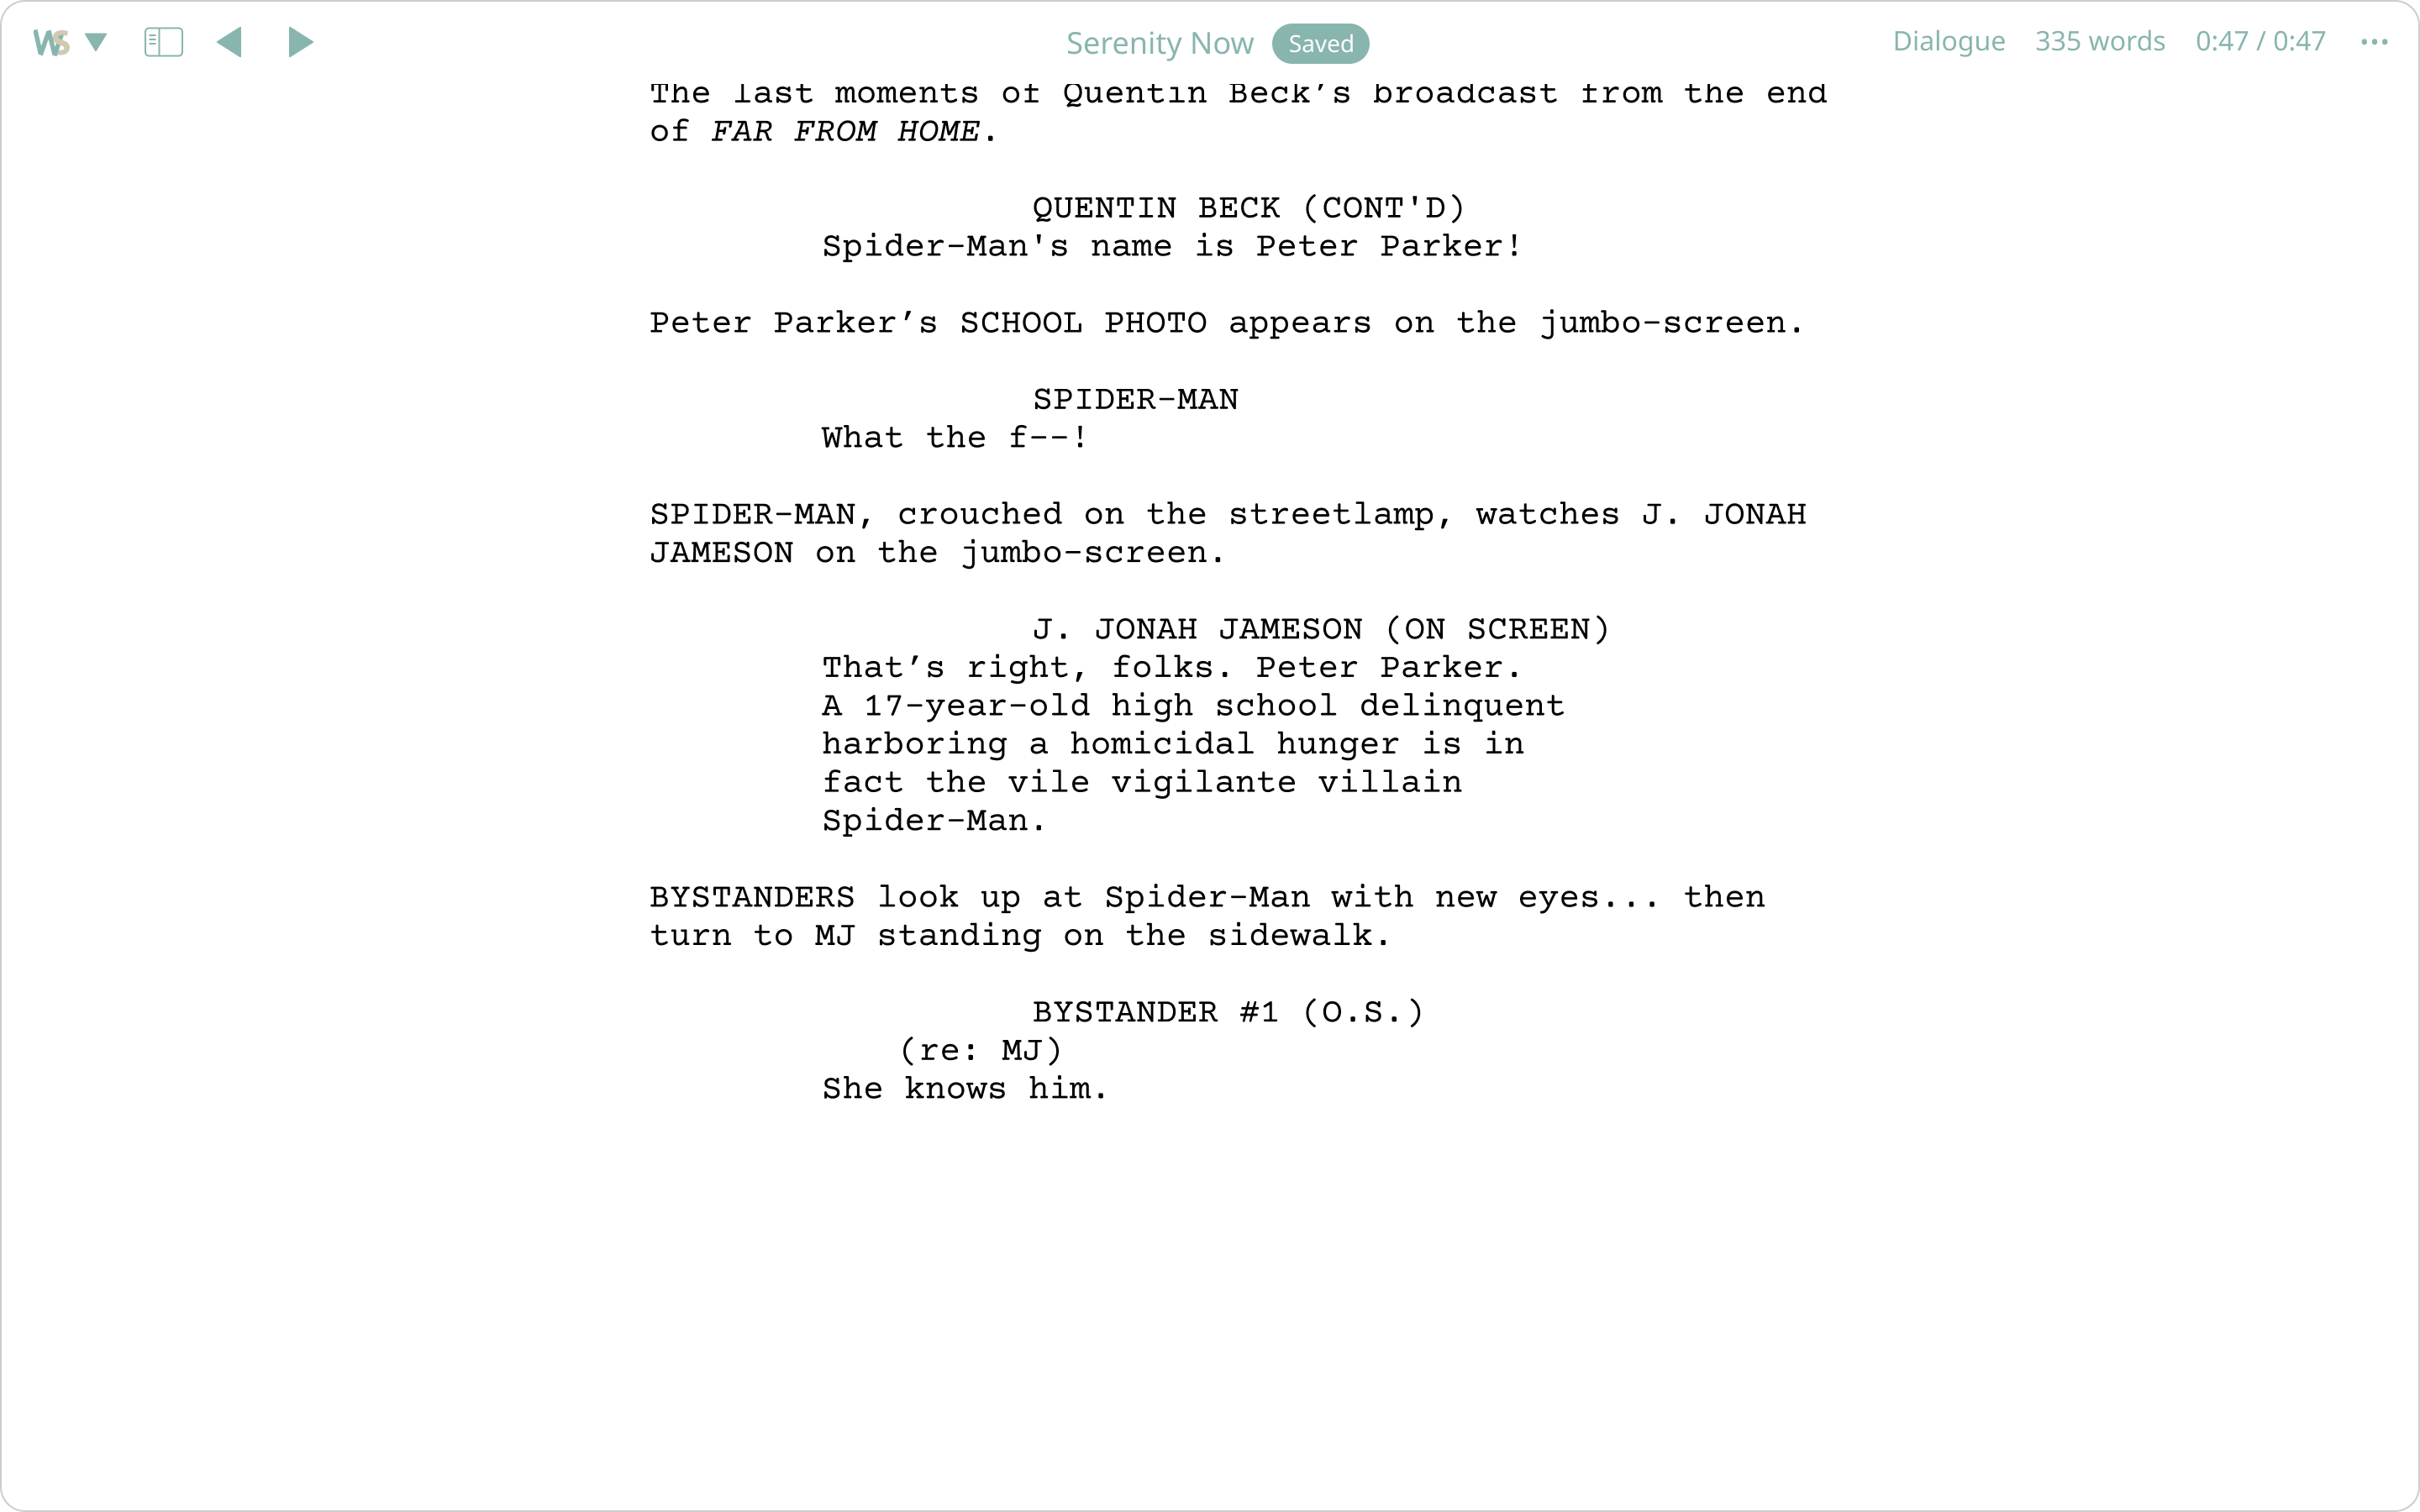 WS
Serenity Now Saved
Dialogue 335 words 0:47 / 0:47
The last moments of Quentin Beck’s broadcast from the end
of FAR FROM HOME.
QUENTIN BECK (CONT'D)
Spider-Man's name is Peter Parker!
Peter Parker’s SCHOOL PHOTO appears on the jumbo-screen.
SPIDER-MAN
What the f--!
SPIDER-MAN, crouched on the streetlamp, watches J. JONAH
JAMESON on the jumbo-screen.
J. JONAH JAMESON (ON SCREEN)
That’s right, folks. Peter Parker.
A 17-year-old high school delinquent
harboring a homicidal hunger is in
fact the vile vigilante villain
Spider-Man.
BYSTANDERS look up at Spider-Man with new eyes... then
turn to MJ standing on the sidewalk.
BYSTANDER #1 (O.S.)
(re: MJ)
She knows him.